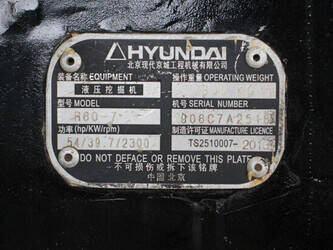 HYUNDAI
北京现代京城工程机械有限公司
装备名称 EQUIPMENT 操作重量 OPERATING WEIGHT
液压挖掘机
型号 MODEL 机号 SERIAL NUMBER
R60-7
功率(hp/KW/rpm) 制造许可证 MANUFACTURE LICENCE
54/39.7/2300 TS2510007-
DO NOT DEFACE OR REMOVE THIS PLATE
不可损伤或拆下该铭牌
中国北京